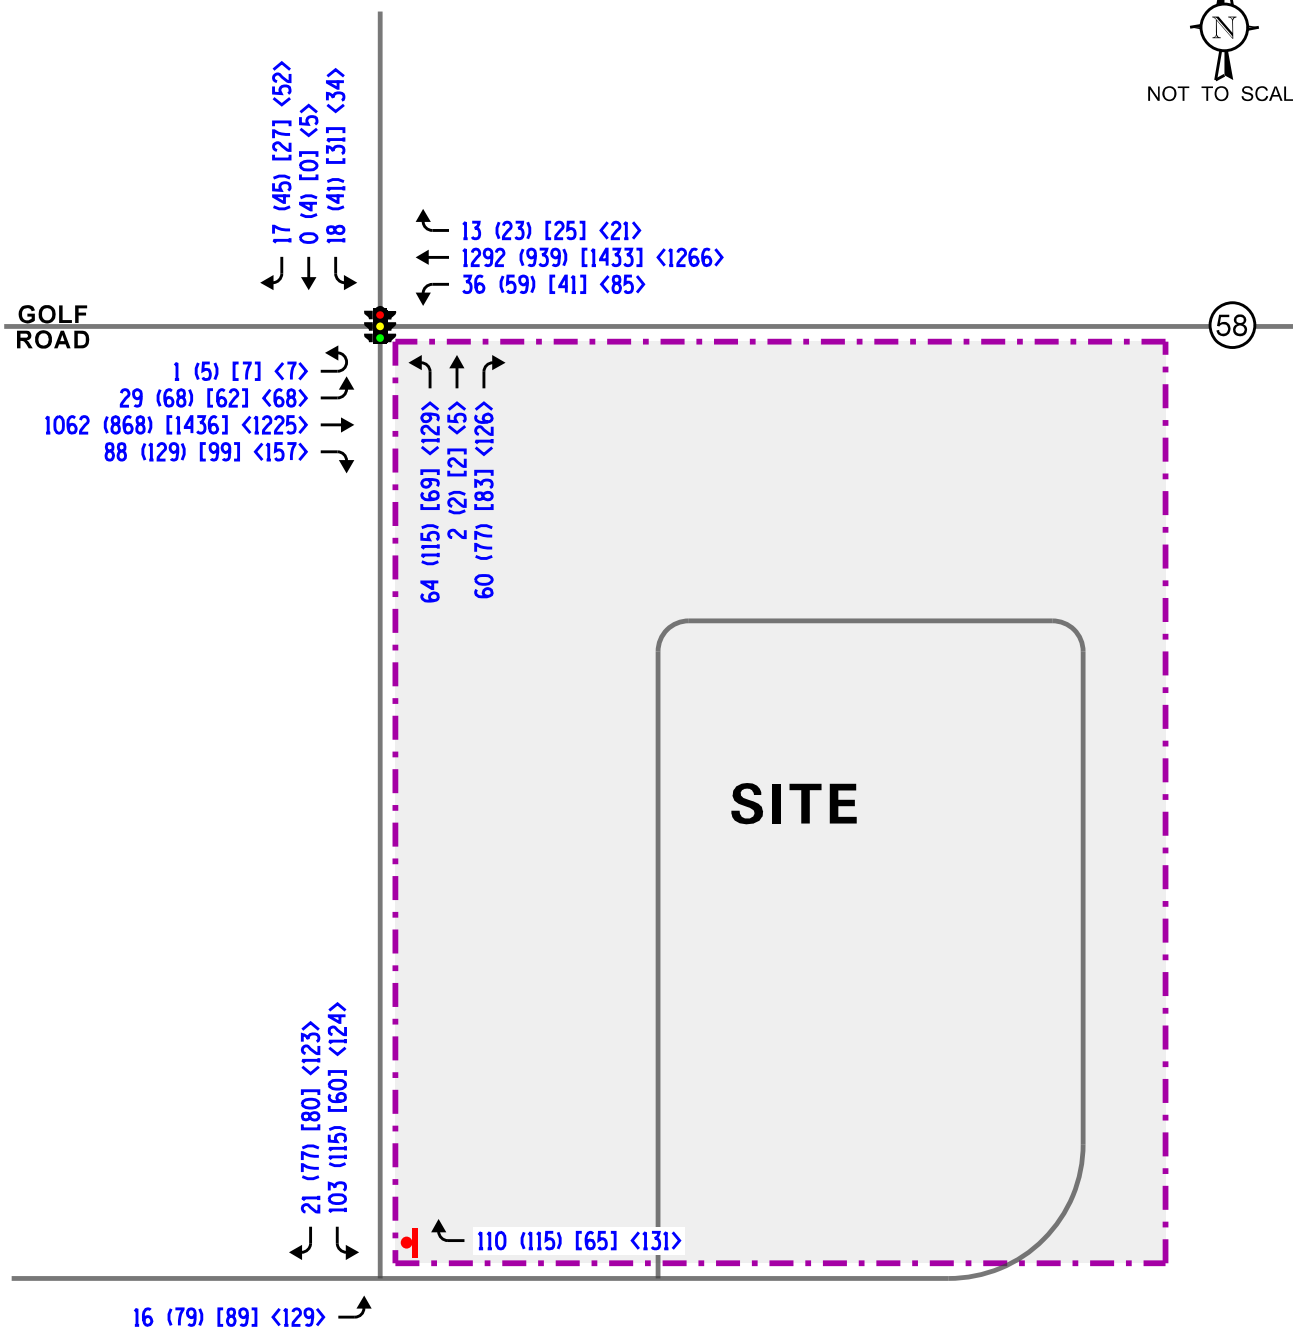 N
NOT TO SCAL
17 (45) [27] <52>
0 (4) [0] <5>
18 (41) [31] <34>
13 (23) [25] <21>
1292 (939) [1433] <1266>
36 (59) [41] <85>
GOLF
ROAD
58
1 (5) [7] <7>
29 (68) [62] <68>
1062 (868) [1436] <1225>
88 (129) [99] <157>
64 (115) [69] <129>
2 (2) [2] <5>
60 (77) [83] <126>
SITE
21 (77) [80] <123>
103 (115) [60] <124>
110 (115) [65] <131>
16 (79) [89] <129>